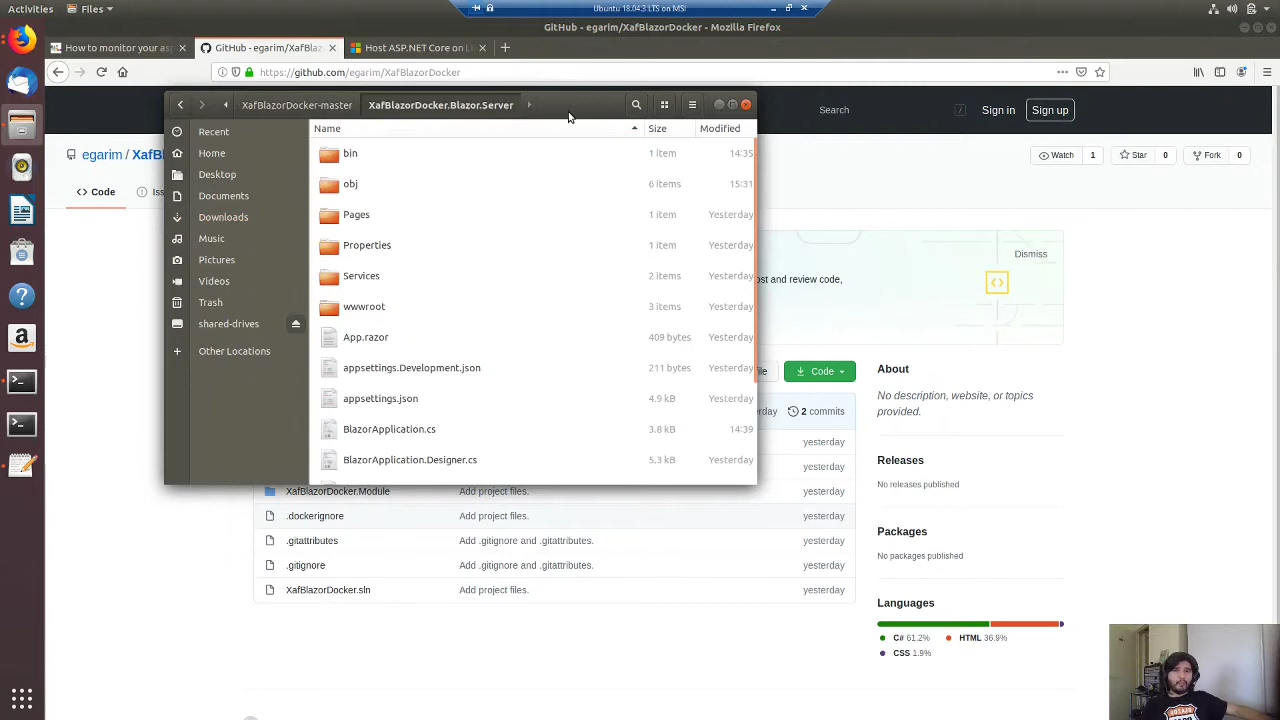 Activities
Files
Ubuntu 18.04.3 LTS on MSI
GitHub - egarim/XafBlazorDocker - Mozilla Firefox
How to monitor your asp
GitHub - egarim/XafBlaz
Host ASP.NET Core on Li
https://github.com/egarim/XafBlazorDocker
XafBlazorDocker-master
XafBlazorDocker.Blazor.Server
Search
/
Sign in
Sign up
egarim / XafBl
Watch 1
Star 0
Fork 0
Code
Iss
Name
Size
Modified
Recent
Home
Desktop
Documents
Downloads
Music
Pictures
Videos
Trash
shared-drives
Other Locations
bin 1 item 14:35
obj 6 items 15:31
Pages 1 item Yesterday
Properties 1 item Yesterday
Services 2 items Yesterday
wwwroot 3 items Yesterday
App.razor 409 bytes Yesterday
appsettings.Development.json 211 bytes Yesterday
appsettings.json 4.9 kB Yesterday
BlazorApplication.cs 3.8 kB 14:39
BlazorApplication.Designer.cs 5.3 kB Yesterday
Dismiss
ost and review code,
file
Code
erday
2 commits
yesterday
yesterday
XafBlazorDocker.Module Add project files. yesterday
.dockerignore Add project files. yesterday
.gitattributes Add .gitignore and .gitattributes. yesterday
.gitignore Add .gitignore and .gitattributes. yesterday
XafBlazorDocker.sln Add project files. yesterday
About
No description, website, or topics
provided.
Releases
No releases published
Packages
No packages published
Languages
C# 61.2%
HTML 36.9%
CSS 1.9%